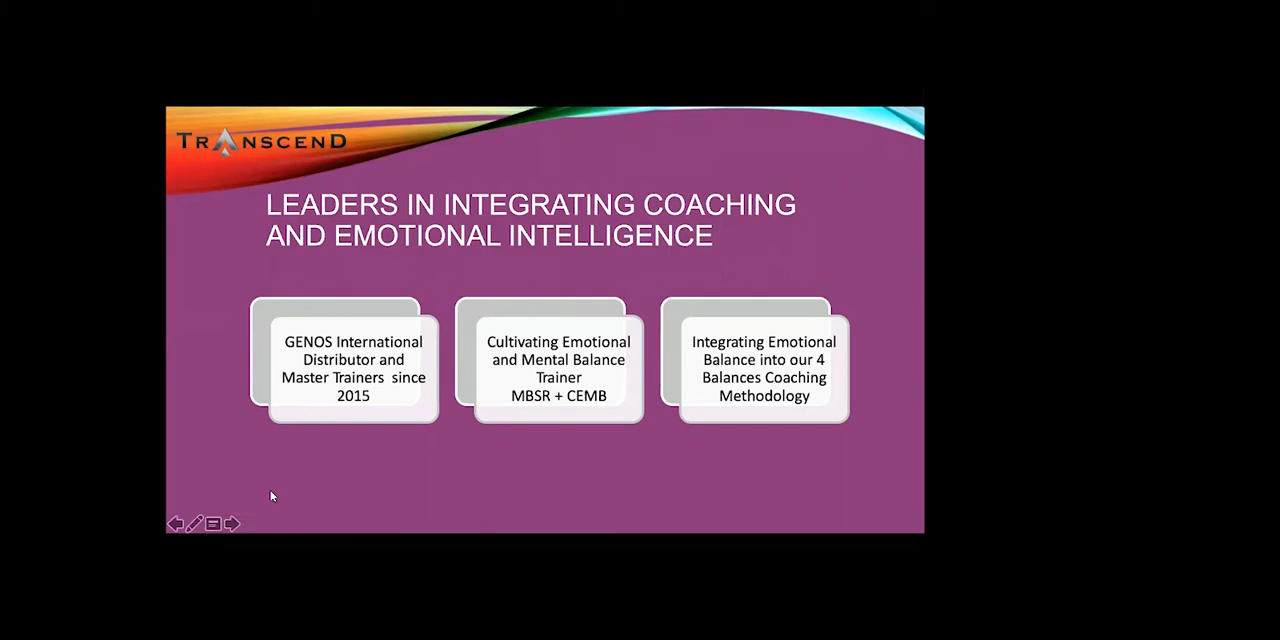 TRANSCEND
LEADERS IN INTEGRATING COACHING
AND EMOTIONAL INTELLIGENCE
GENOS International
Distributor and
Master Trainers since
2015
Cultivating Emotional
and Mental Balance
Trainer
MBSR + CEMB
Integrating Emotional
Balance into our 4
Balances Coaching
Methodology